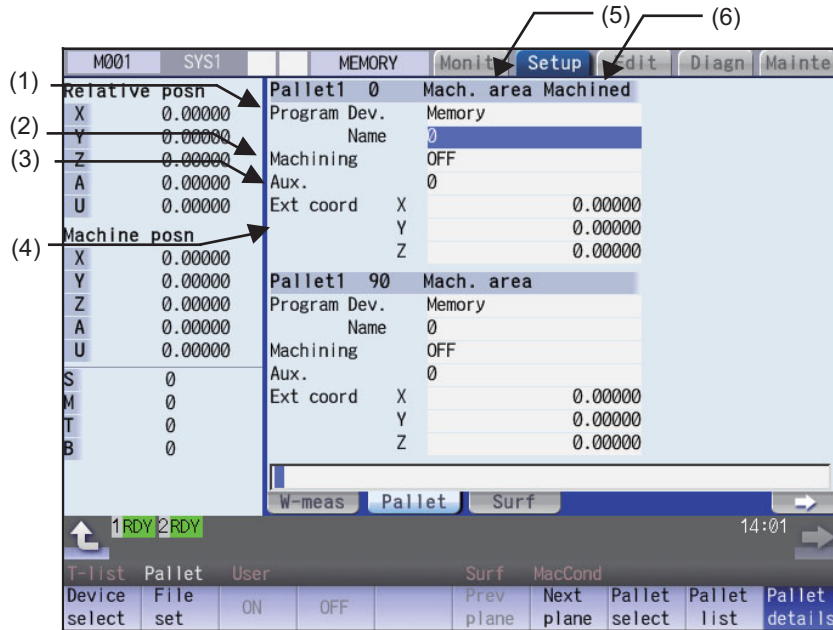 (5) (6)
M001 SYS1 MEMORY Monit Setup Edit Diagn Mainte
(1)
Relative posn
X 0.00000
(2)
Y 0.00000
(3)
Z 0.00000
A 0.00000
U 0.00000
(4)
Machine posn
X 0.00000
Y 0.00000
Z 0.00000
A 0.00000
U 0.00000
S 0
M 0
T 0
B 0
Pallet1 0 Mach. area Machined
Program Dev. Memory
Name 0
Machining OFF
Aux. 0
Ext coord X 0.00000
Y 0.00000
Z 0.00000
Pallet1 90 Mach. area
Program Dev. Memory
Name 0
Machining OFF
Aux. 0
Ext coord X 0.00000
Y 0.00000
Z 0.00000
W-meas Pallet Surf
1 RDY 2 RDY 14:01
T-list Pallet User Surf MacCond
Device select File set ON OFF Prev plane Next plane Pallet select Pallet list Pallet details